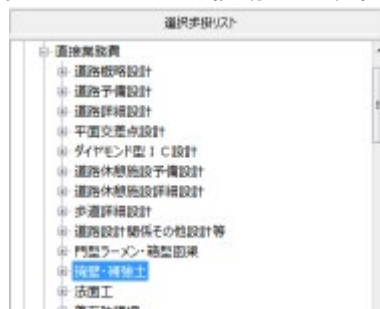 選択歩掛リスト
直接業務費
道路概略設計
道路予備設計
道路詳細設計
平面交差点設計
ダイヤモンド型IC設計
道路休憩施設予備設計
道路休憩施設詳細設計
歩道詳細設計
道路設計関係その他設計等
門型ラーメン・箱型函渠
擁壁・補強土
法面工